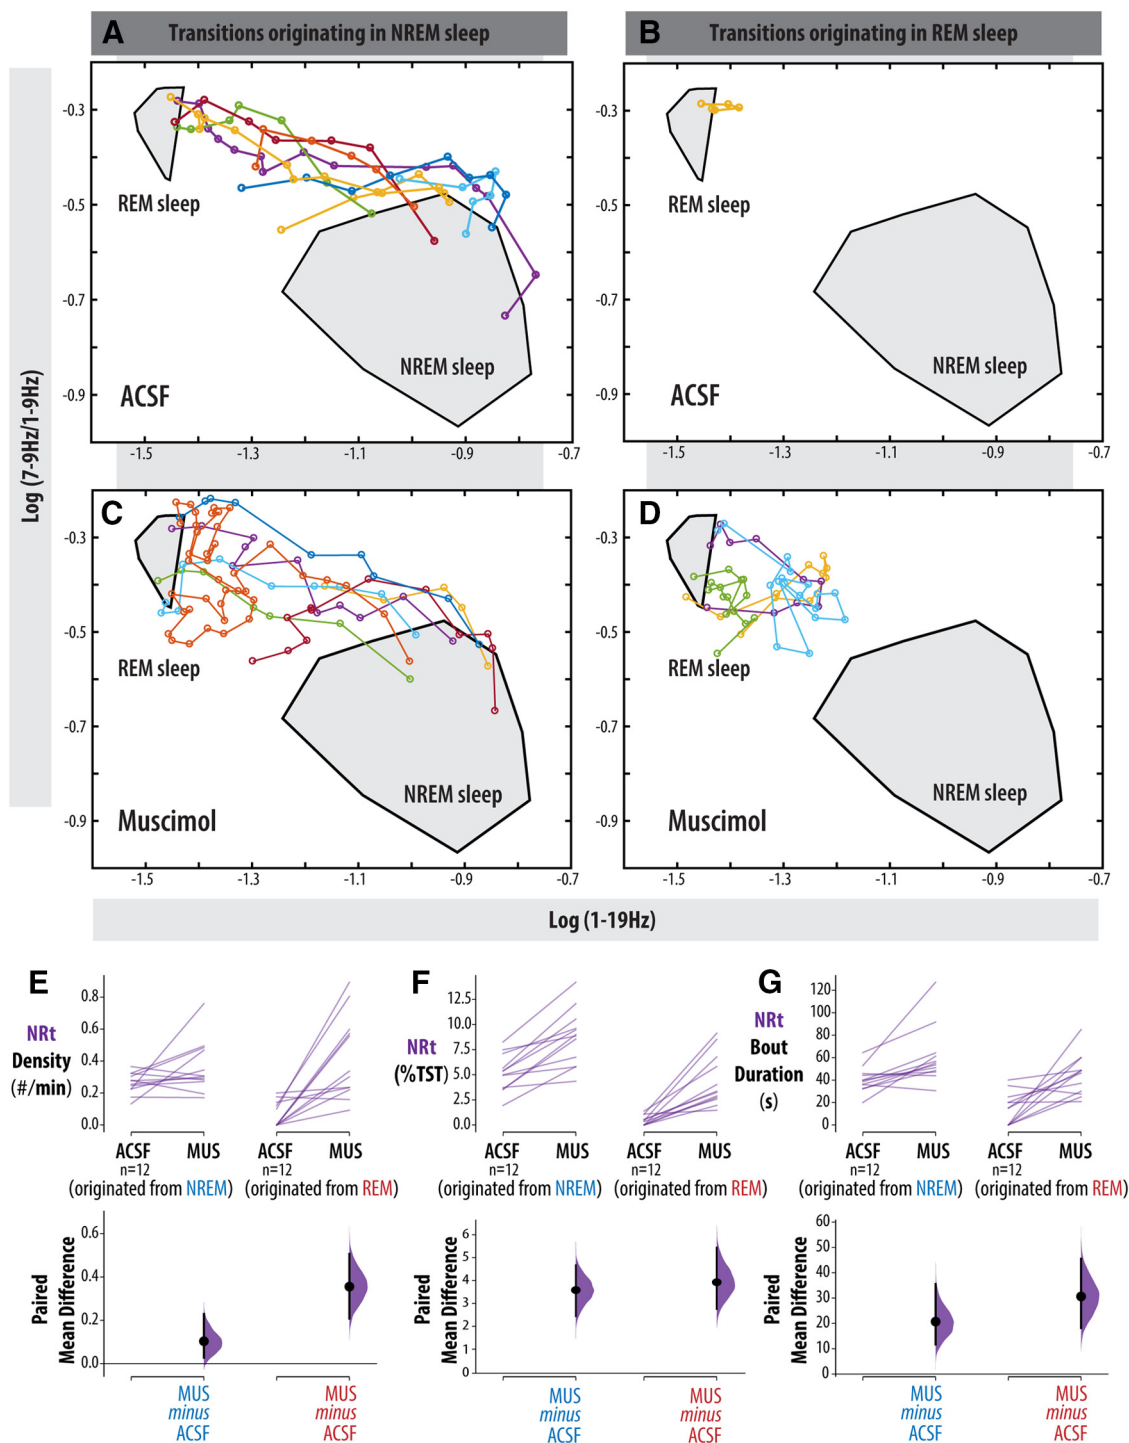 A Transitions originating in NREM sleep
B Transitions originating in REM sleep
Log (7-9Hz/1-9Hz)
-0.3
-0.5
-0.7
-0.9
REM sleep
NREM sleep
ACSF
-1.5 -1.3 -1.1 -0.9 -0.7
-0.3
-0.5
-0.7
-0.9
REM sleep
NREM sleep
ACSF
-1.5 -1.3 -1.1 -0.9 -0.7
C
-0.3
-0.5
-0.7
-0.9
REM sleep
NREM sleep
Muscimol
-1.5 -1.3 -1.1 -0.9 -0.7
D
-0.3
-0.5
-0.7
-0.9
REM sleep
NREM sleep
Muscimol
-1.5 -1.3 -1.1 -0.9 -0.7
Log (1-19Hz)
E
NRt
Density
(#/min)
0.8
0.6
0.4
0.2
0.0
ACSF MUS ACSF MUS
n=12 n=12
(originated from NREM) (originated from REM)
Paired
Mean Difference
0.6
0.4
0.2
0.0
MUS MUS
minus minus
ACSF ACSF
F
NRt
(%TST)
12.5
10.0
7.5
5.0
2.5
0.0
ACSF MUS ACSF MUS
n=12 n=12
(originated from NREM) (originated from REM)
Paired
Mean Difference
6
5
4
3
2
1
0
MUS MUS
minus minus
ACSF ACSF
G
NRt
Bout
Duration
(s)
120
100
80
60
40
20
0
ACSF MUS ACSF MUS
n=12 n=12
(originated from NREM) (originated from REM)
Paired
Mean Difference
60
50
40
30
20
10
0
MUS MUS
minus minus
ACSF ACSF